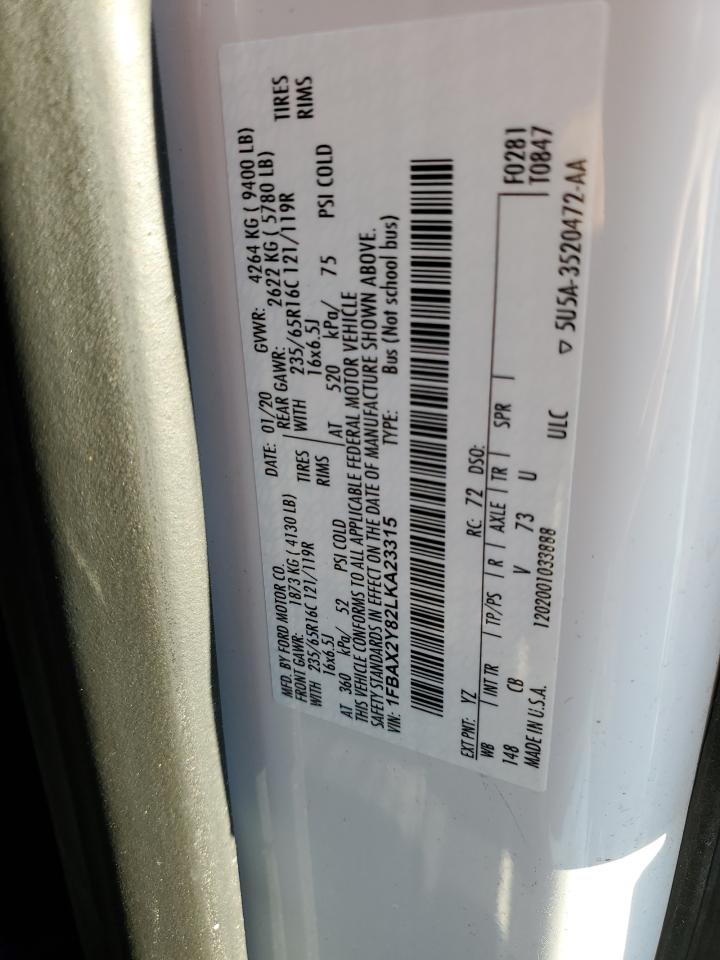 MFD. BY FORD MOTOR CO.
DATE: 01/20 GVWR: 4264 KG ( 9400 LB)
FRONT GAWR: 1873 KG ( 4130 LB)
REAR GAWR: 2622 KG ( 5780 LB)
WITH 235/65R16C 121/119R TIRES
WITH 235/65R16C 121/119R TIRES
16x6.5J RIMS
16x6.5J RIMS
AT 360 kPa/ 52 PSI COLD
AT 520 kPa/ 75 PSI COLD
THIS VEHICLE CONFORMS TO ALL APPLICABLE FEDERAL MOTOR VEHICLE
SAFETY STANDARDS IN EFFECT ON THE DATE OF MANUFACTURE SHOWN ABOVE.
VIN: 1FBAX2Y82LKA23315 TYPE: Bus (Not school bus)
EXT PNT: YZ RC: 72 DSO: F0281
WB INT TR TP/PS R AXLE TR SPR T0847
148 CB V 73 U
MADE IN U.S.A. 1202001033888 ULC ▽ 5U5A-3520472-AA